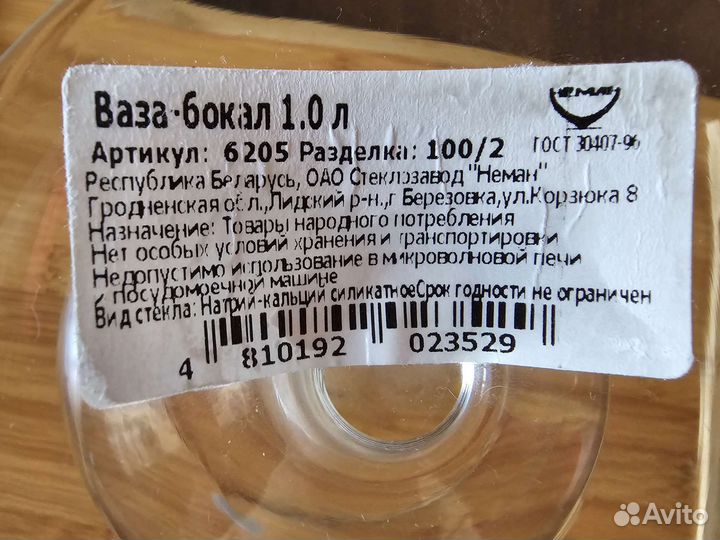 Ваза-бокал 1.0 л
НЕМАН
Артикул: 6205 Разделка: 100/2
ГОСТ 30407-96
Республика Беларусь, ОАО Стеклозавод "Неман"
Гродненская обл.,Лидский р-н.,г Березовка,ул.Корзюка 8
Назначение: Товары народного потребления
Нет особых условий хранения и транспортировки
Недопустимо использование в микроволновой печи
и посудомоечной машине
Вид стекла: Натрий-кальций силикатноеСрок годности не ограничен
4 810192 023529
Avito